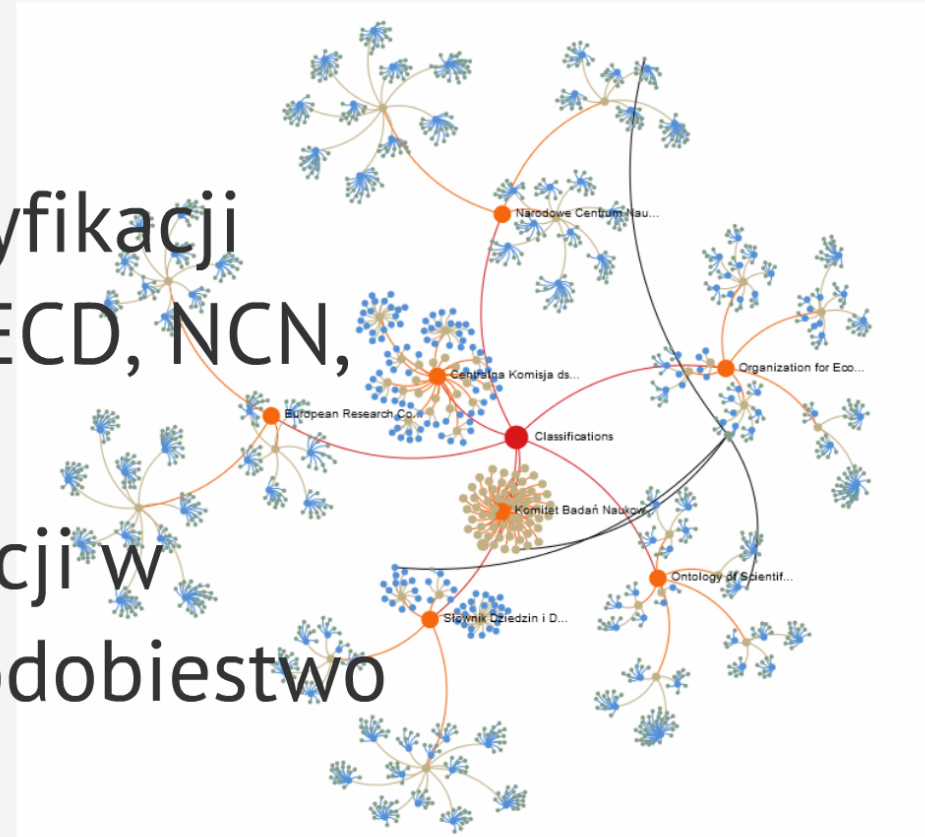 yfikacji
ECD, NCN,
cji w
odobiestwo
Narodowe Centrum Nau...
Organization for Eco...
Centralna Komisja ds...
European Research Co...
Classifications
Komitet Badań Naukow...
Ontology of Scientif...
Słownik Dziedzin i D...